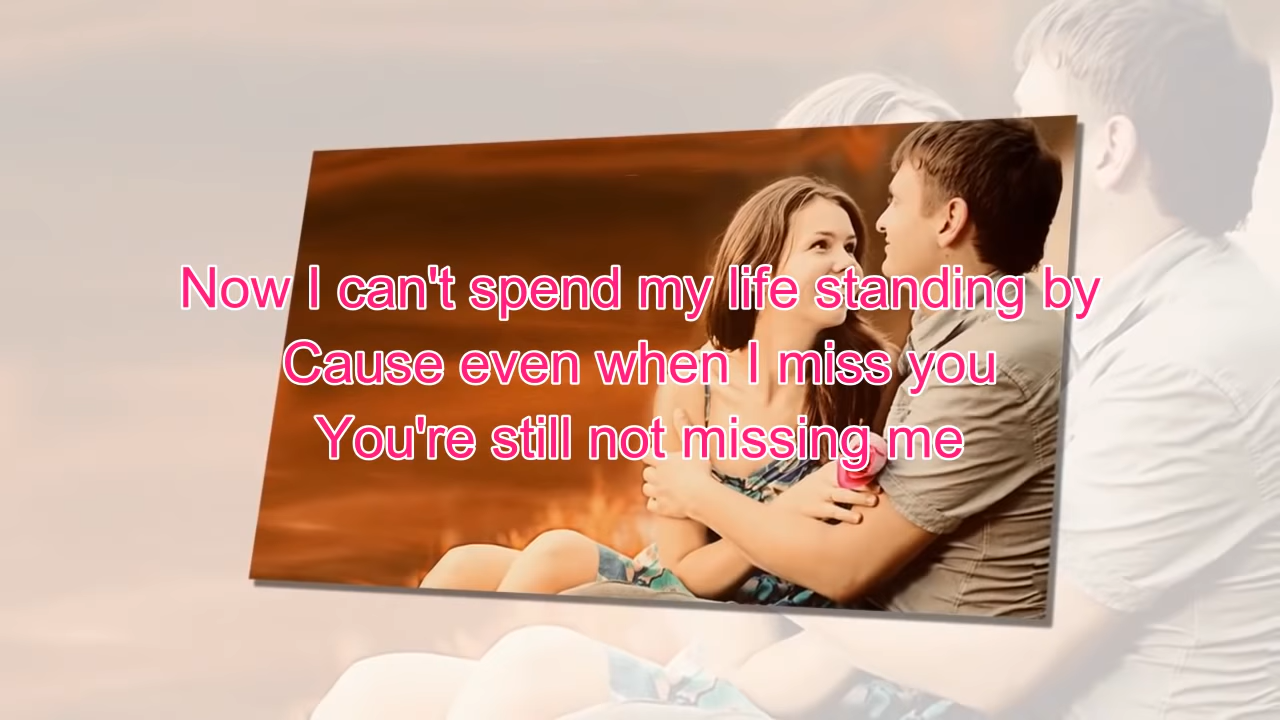 Now I can't spend my life standing by
Cause even when I miss you
You're still not missing me